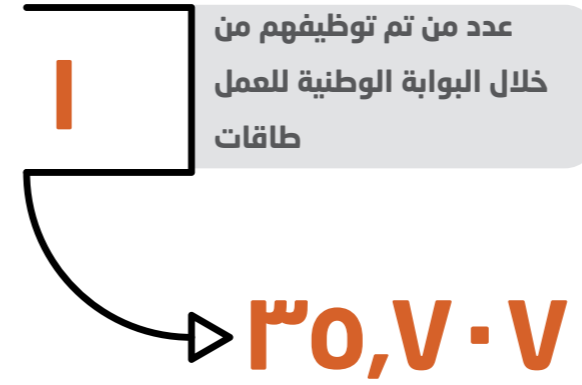 ١
عدد من تم توظيفهم من
خلال البوابة الوطنية للعمل
طاقات
٣٥,٧٠٧